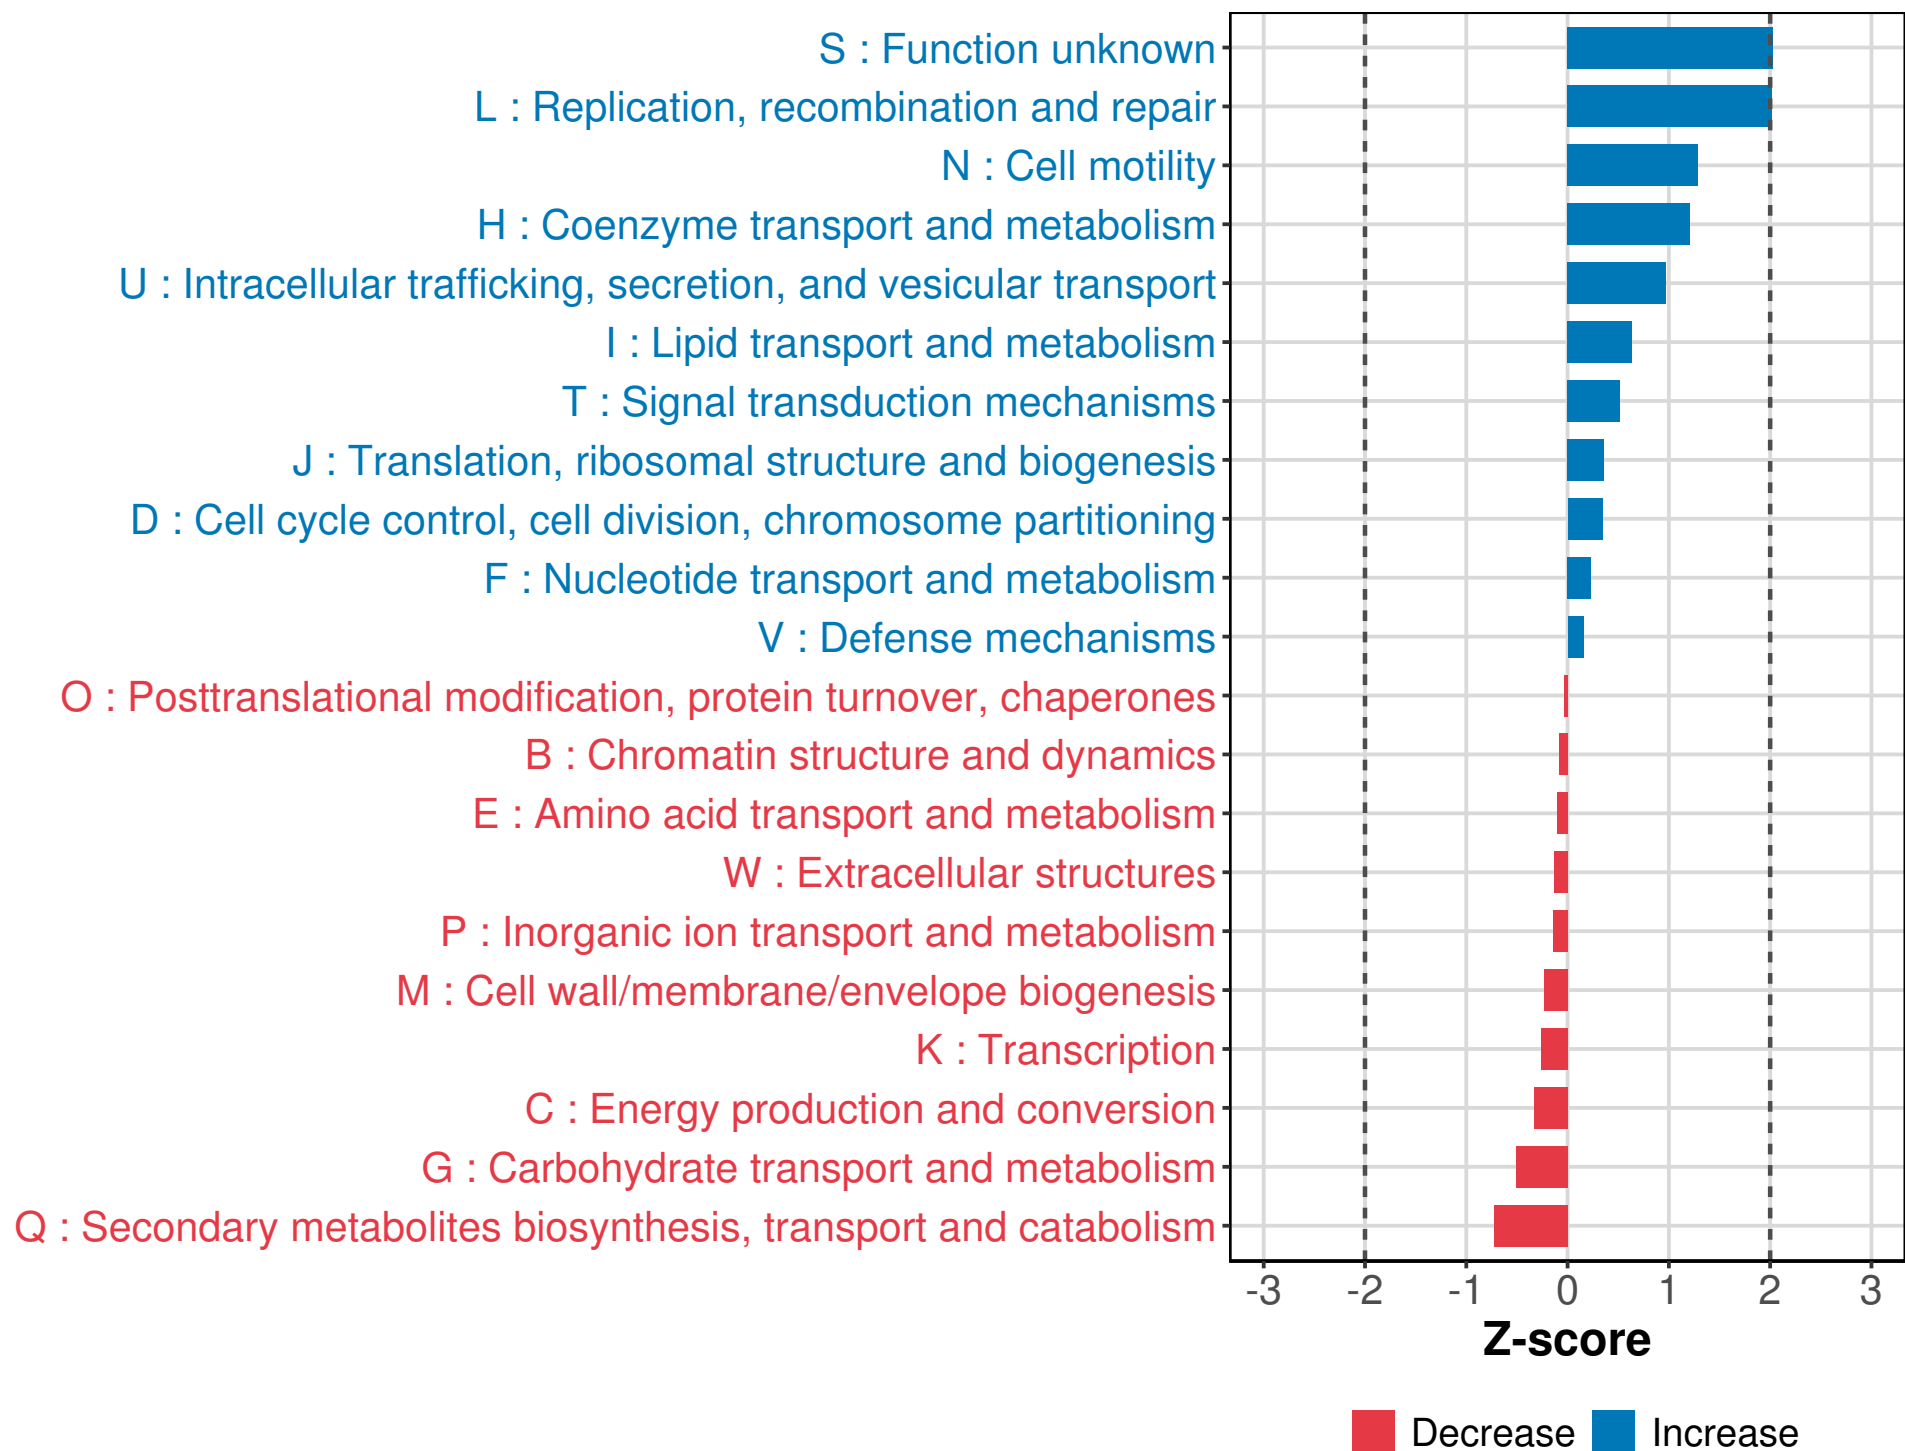 S : Function unknown
L : Replication, recombination and repair
N : Cell motility
H : Coenzyme transport and metabolism
U : Intracellular trafficking, secretion, and vesicular transport
I : Lipid transport and metabolism
T : Signal transduction mechanisms
J : Translation, ribosomal structure and biogenesis
D : Cell cycle control, cell division, chromosome partitioning
F : Nucleotide transport and metabolism
V : Defense mechanisms
O : Posttranslational modification, protein turnover, chaperones
B : Chromatin structure and dynamics
E : Amino acid transport and metabolism
W : Extracellular structures
P : Inorganic ion transport and metabolism
M : Cell wall/membrane/envelope biogenesis
K : Transcription
C : Energy production and conversion
G : Carbohydrate transport and metabolism
Q : Secondary metabolites biosynthesis, transport and catabolism
-3 -2 -1 0 1 2 3
Z-score
Decrease Increase